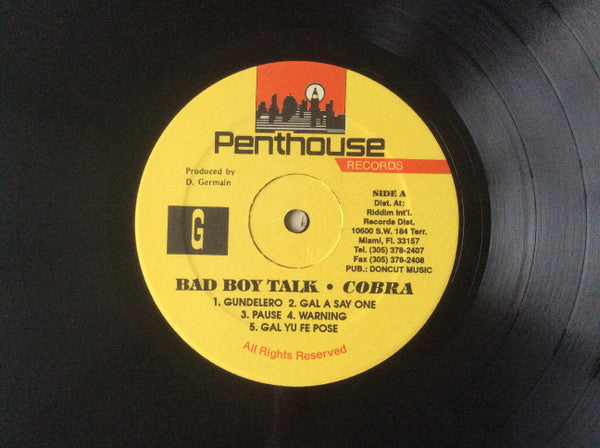 Penthouse
RECORDS
Produced by
D. Germain
G
SIDE A
Dist. At:
Riddim Int'l.
Records Dist.
10600 S.W. 184 Terr.
Miami, Fl. 33157
Tel. (305) 378-2407
Fax (305) 378-2408
PUB.: DONCUT MUSIC
BAD BOY TALK • COBRA
1. GUNDELERO 2. GAL A SAY ONE
3. PAUSE 4. WARNING
5. GAL YU FE POSE
All Rights Reserved